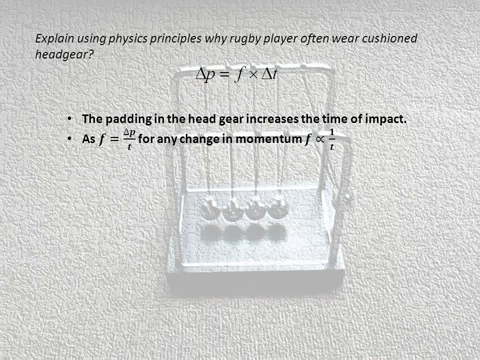 Explain using physics principles why rugby player often wear cushioned
headgear?
Δp = f × Δt
• The padding in the head gear increases the time of impact.
• As f = Δp/t for any change in momentum f ∝ 1/t